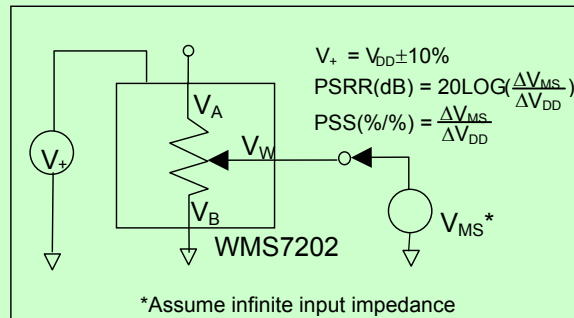 V+ = VDD±10%
PSRR(dB) = 20LOG(ΔVMS/ΔVDD)
PSS(%/%) = ΔVMS/ΔVDD
VA
V+
VW
VB
VMS*
WMS7202
*Assume infinite input impedance